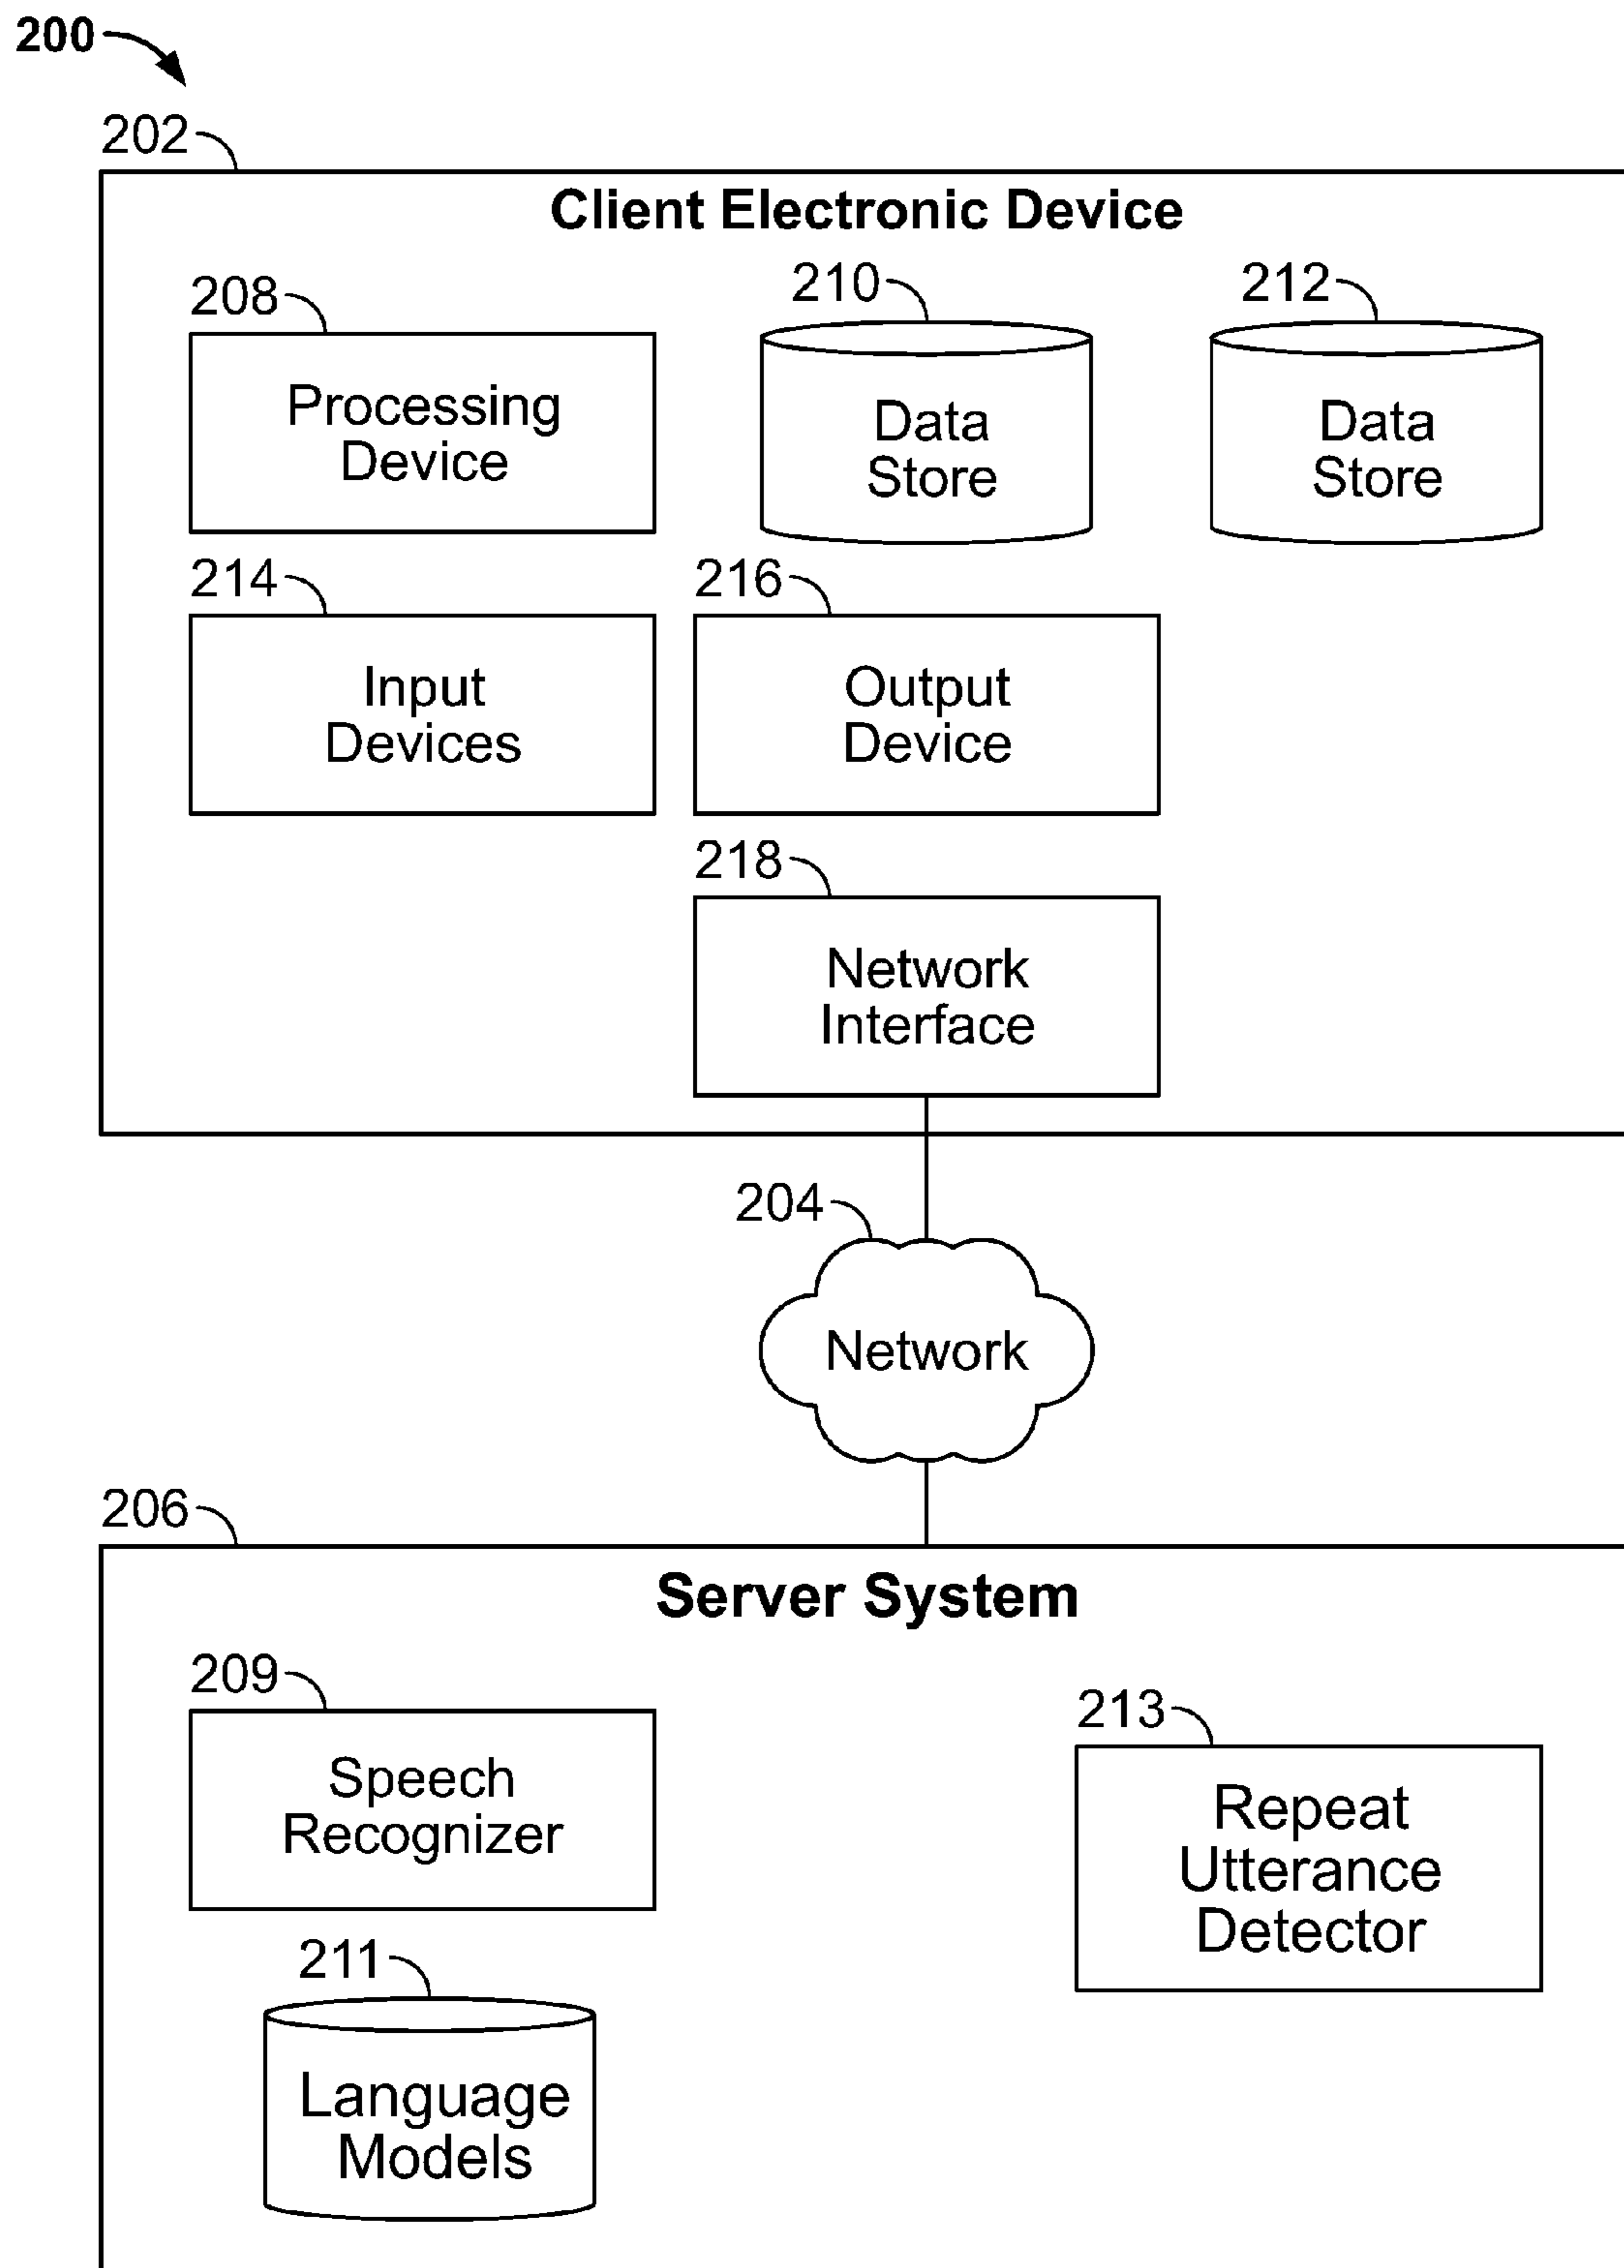 200
202
Client Electronic Device
208
210
212
Processing
Device
Data
Store
Data
Store
214
216
Input
Devices
Output
Device
218
Network
Interface
204
Network
206
Server System
209
213
Speech
Recognizer
Repeat
Utterance
Detector
211
Language
Models